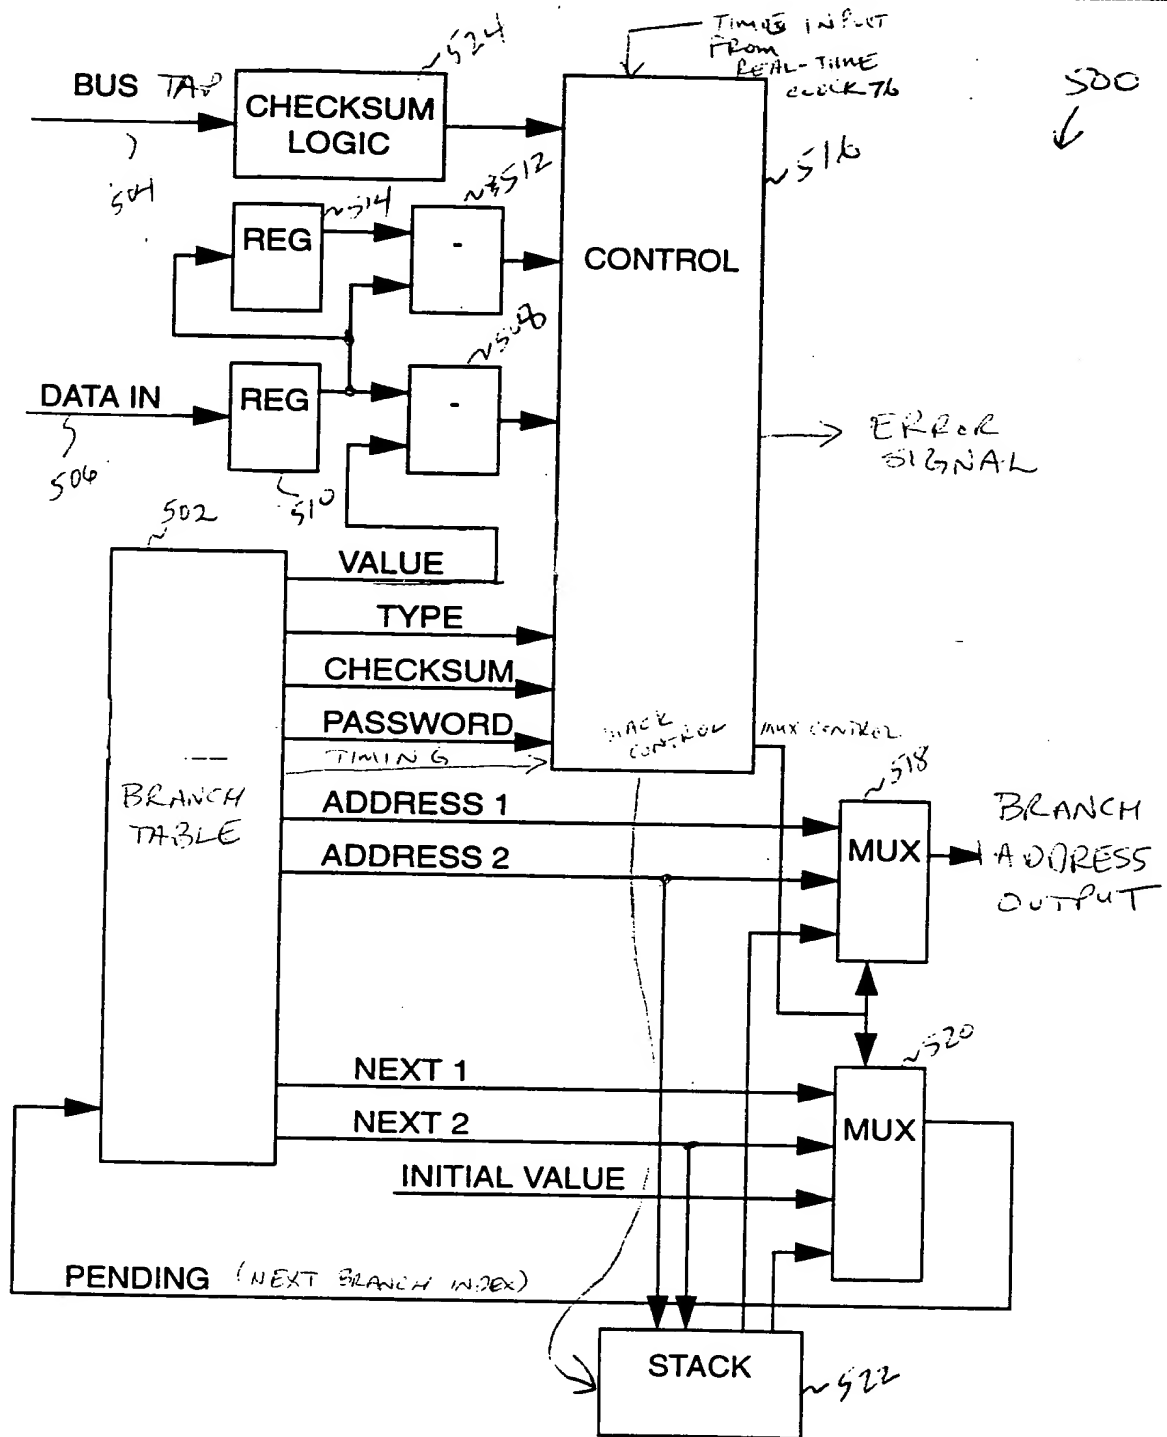 TIMES INPUT
FROM
REAL-TIME
CLOCK 76
500
524
BUS TAP
CHECKSUM
LOGIC
504
516
512
514
REG
-
CONTROL
508
DATA IN
REG
-
506
510
ERROR
SIGNAL
502
VALUE
TYPE
CHECKSUM
PASSWORD
TIMING
STACK
CONTROL
MUX CONTROL
BRANCH
TABLE
518
ADDRESS 1
ADDRESS 2
MUX
BRANCH
ADDRESS
OUTPUT
520
NEXT 1
NEXT 2
MUX
INITIAL VALUE
PENDING (NEXT BRANCH INDEX)
STACK
522